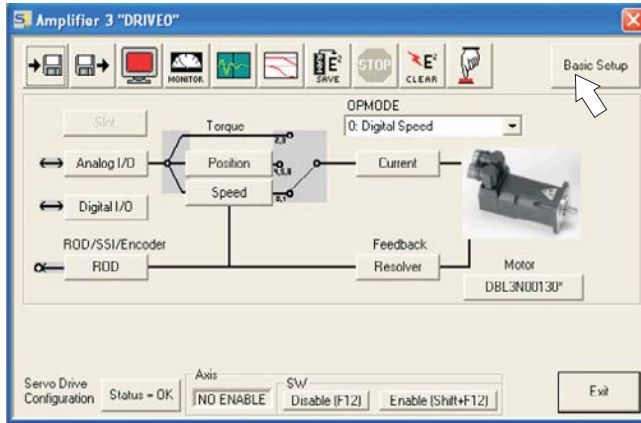 Amplifier 3 "DRIVE0"
MONITOR
E²
SAVE
STOP
E²
CLEAR
Basic Setup
OPMODE
Slot
Torque
2,3
0: Digital Speed
Analog I/O
Position
4,5,8
Current
Digital I/O
Speed
0,1
ROD/SSI/Encoder
Feedback
ROD
Resolver
Motor
DBL3N00130*
Servo Drive
Configuration
Status = OK
Axis
NO ENABLE
SW
Disable (F12)
Enable (Shift+F12)
Exit